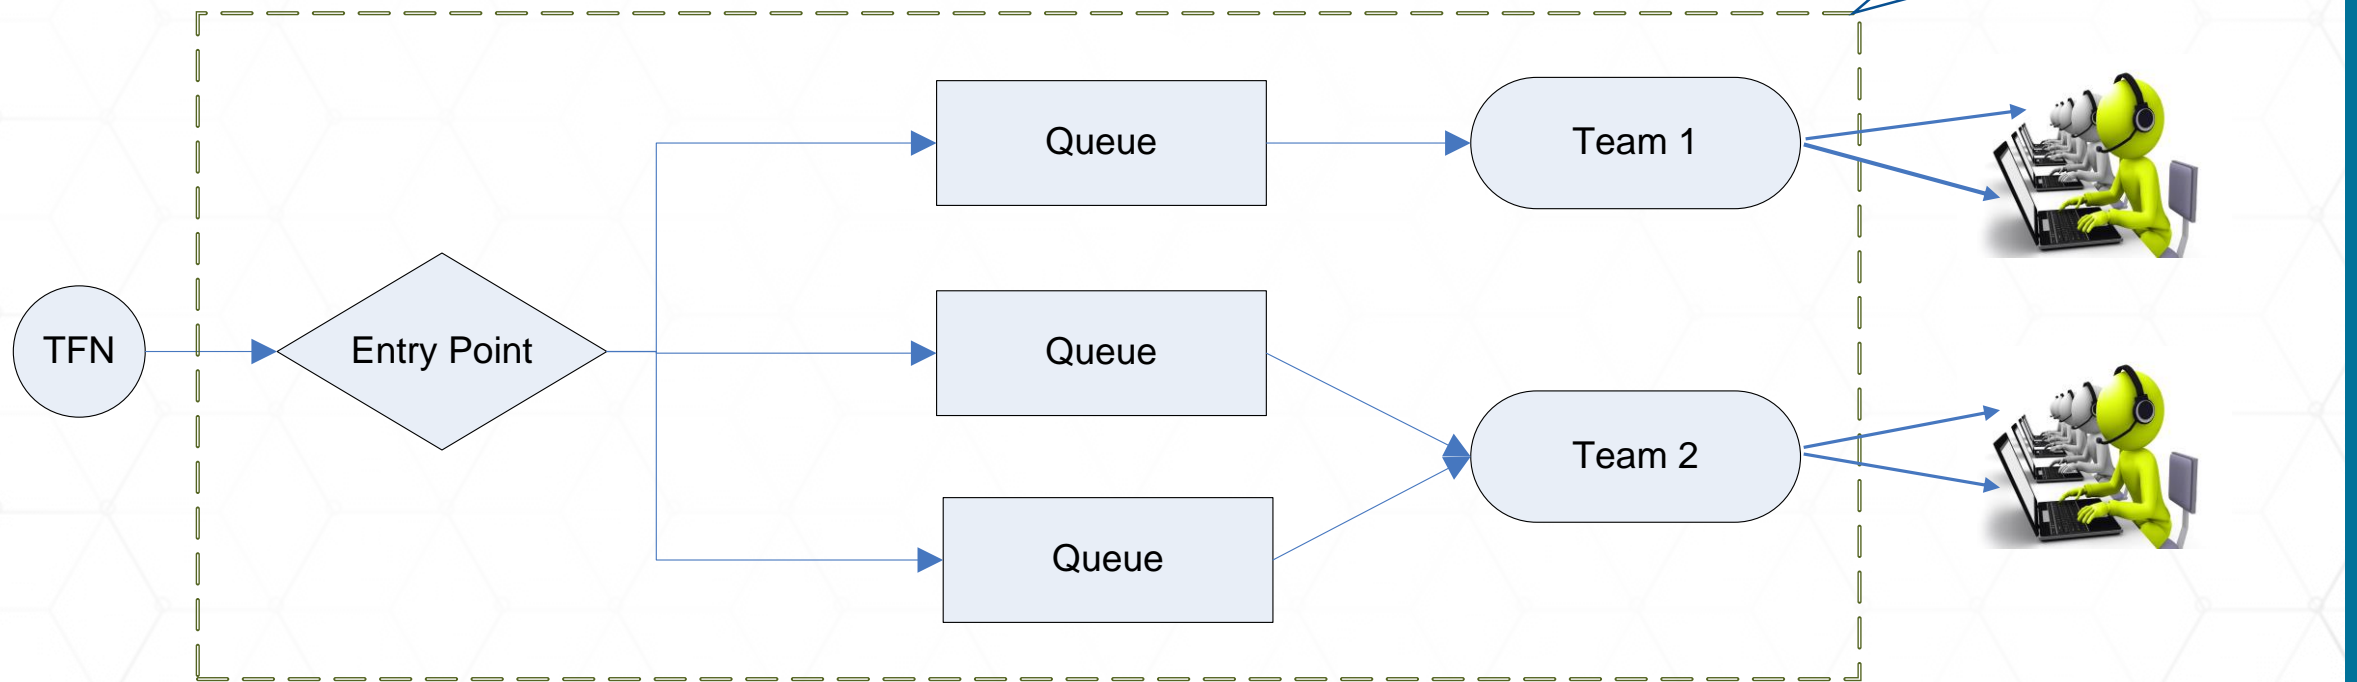 Queue
Team 1
TFN
Entry Point
Queue
Team 2
Queue